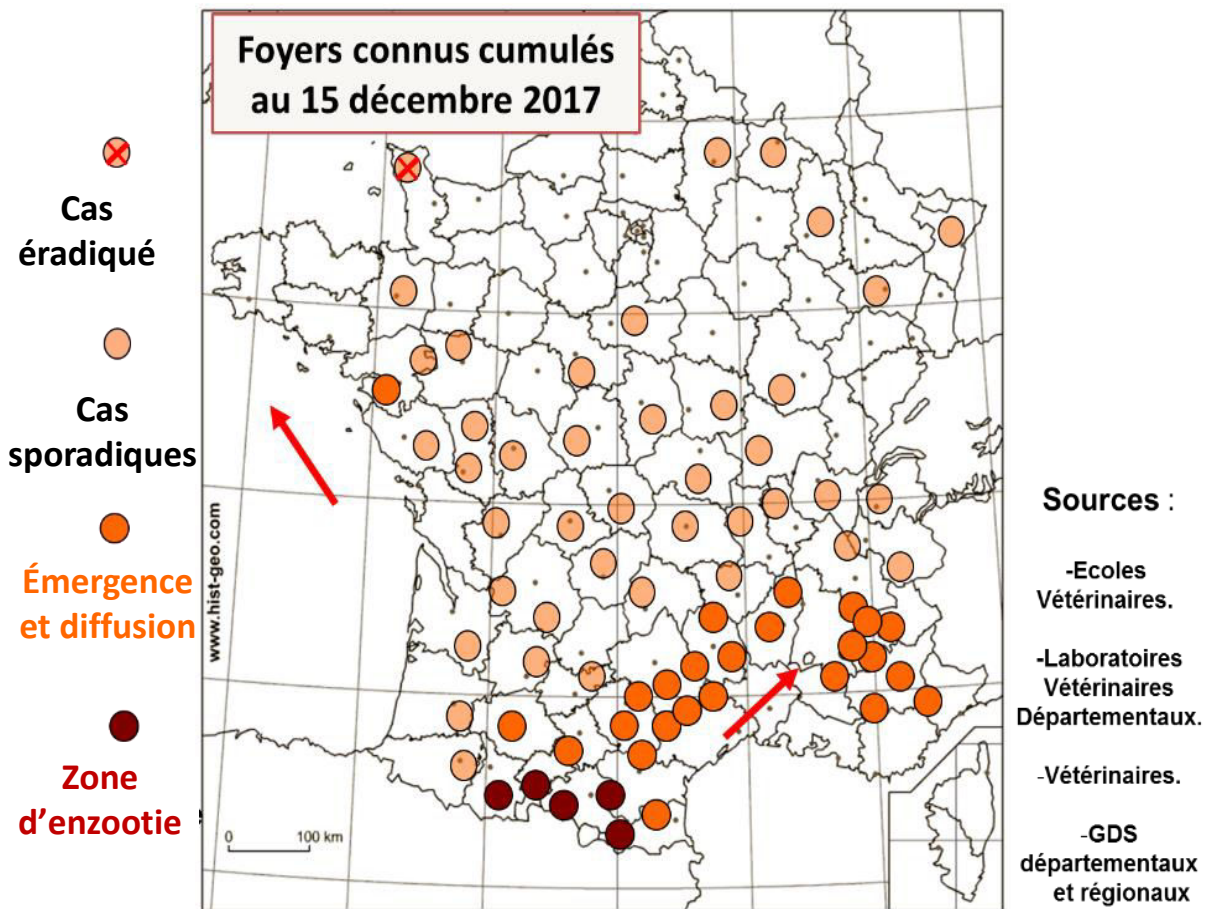 Foyers connus cumulés
au 15 décembre 2017
Cas
éradiqué
Cas
sporadiques
Émergence
et diffusion
Zone
d'enzootie
www.hist-geo.com
0 100 km
Sources :
-Ecoles
Vétérinaires.
-Laboratoires
Vétérinaires
Départementaux.
-Vétérinaires.
-GDS
départementaux
et régionaux